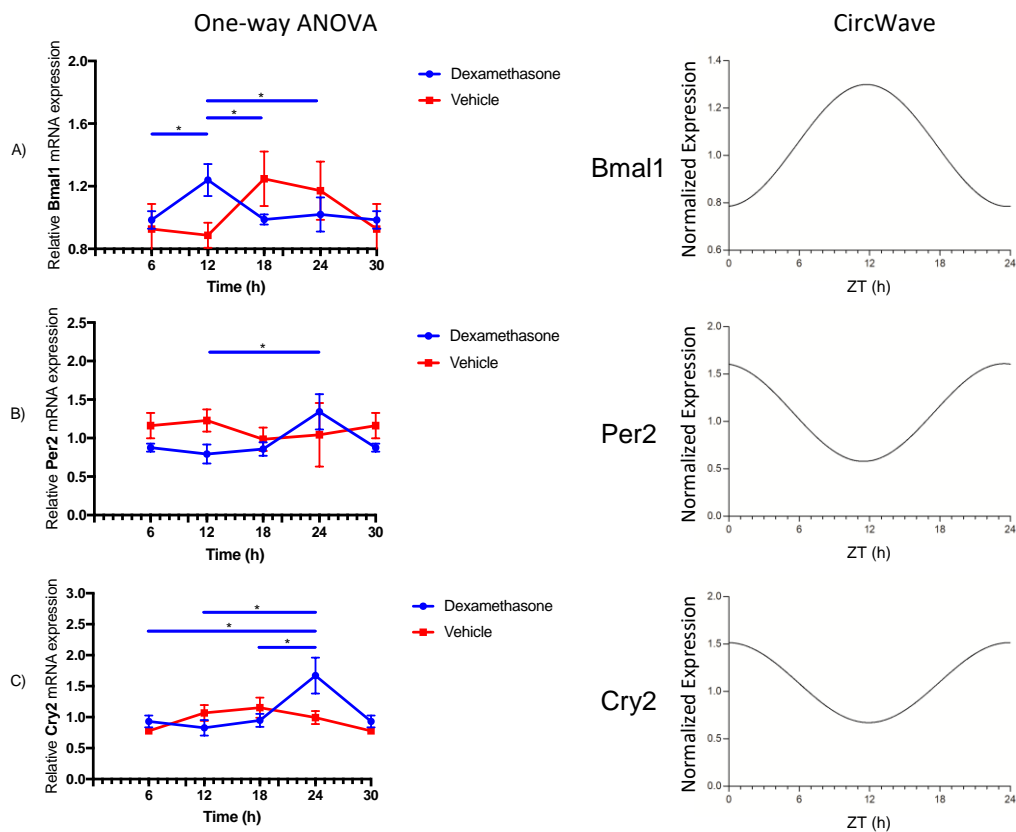 One-way ANOVA
CircWave
A)
Relative Bmal1 mRNA expression
2.0
1.6
1.2
0.8
*
*
*
6
12
18
24
30
Time (h)
Dexamethasone
Vehicle
Bmal1
Normalized Expression
1.4
1.2
1.0
0.8
0.6
0
6
12
18
24
ZT (h)
B)
Relative Per2 mRNA expression
2.5
2.0
1.5
1.0
0.5
0.0
*
6
12
18
24
30
Time (h)
Dexamethasone
Vehicle
Per2
Normalized Expression
2.0
1.5
1.0
0.5
0.0
0
6
12
18
24
ZT (h)
C)
Relative Cry2 mRNA expression
3.0
2.5
2.0
1.5
1.0
0.5
0.0
*
*
*
6
12
18
24
30
Time (h)
Dexamethasone
Vehicle
Cry2
Normalized Expression
2.0
1.5
1.0
0.5
0.0
0
6
12
18
24
ZT (h)